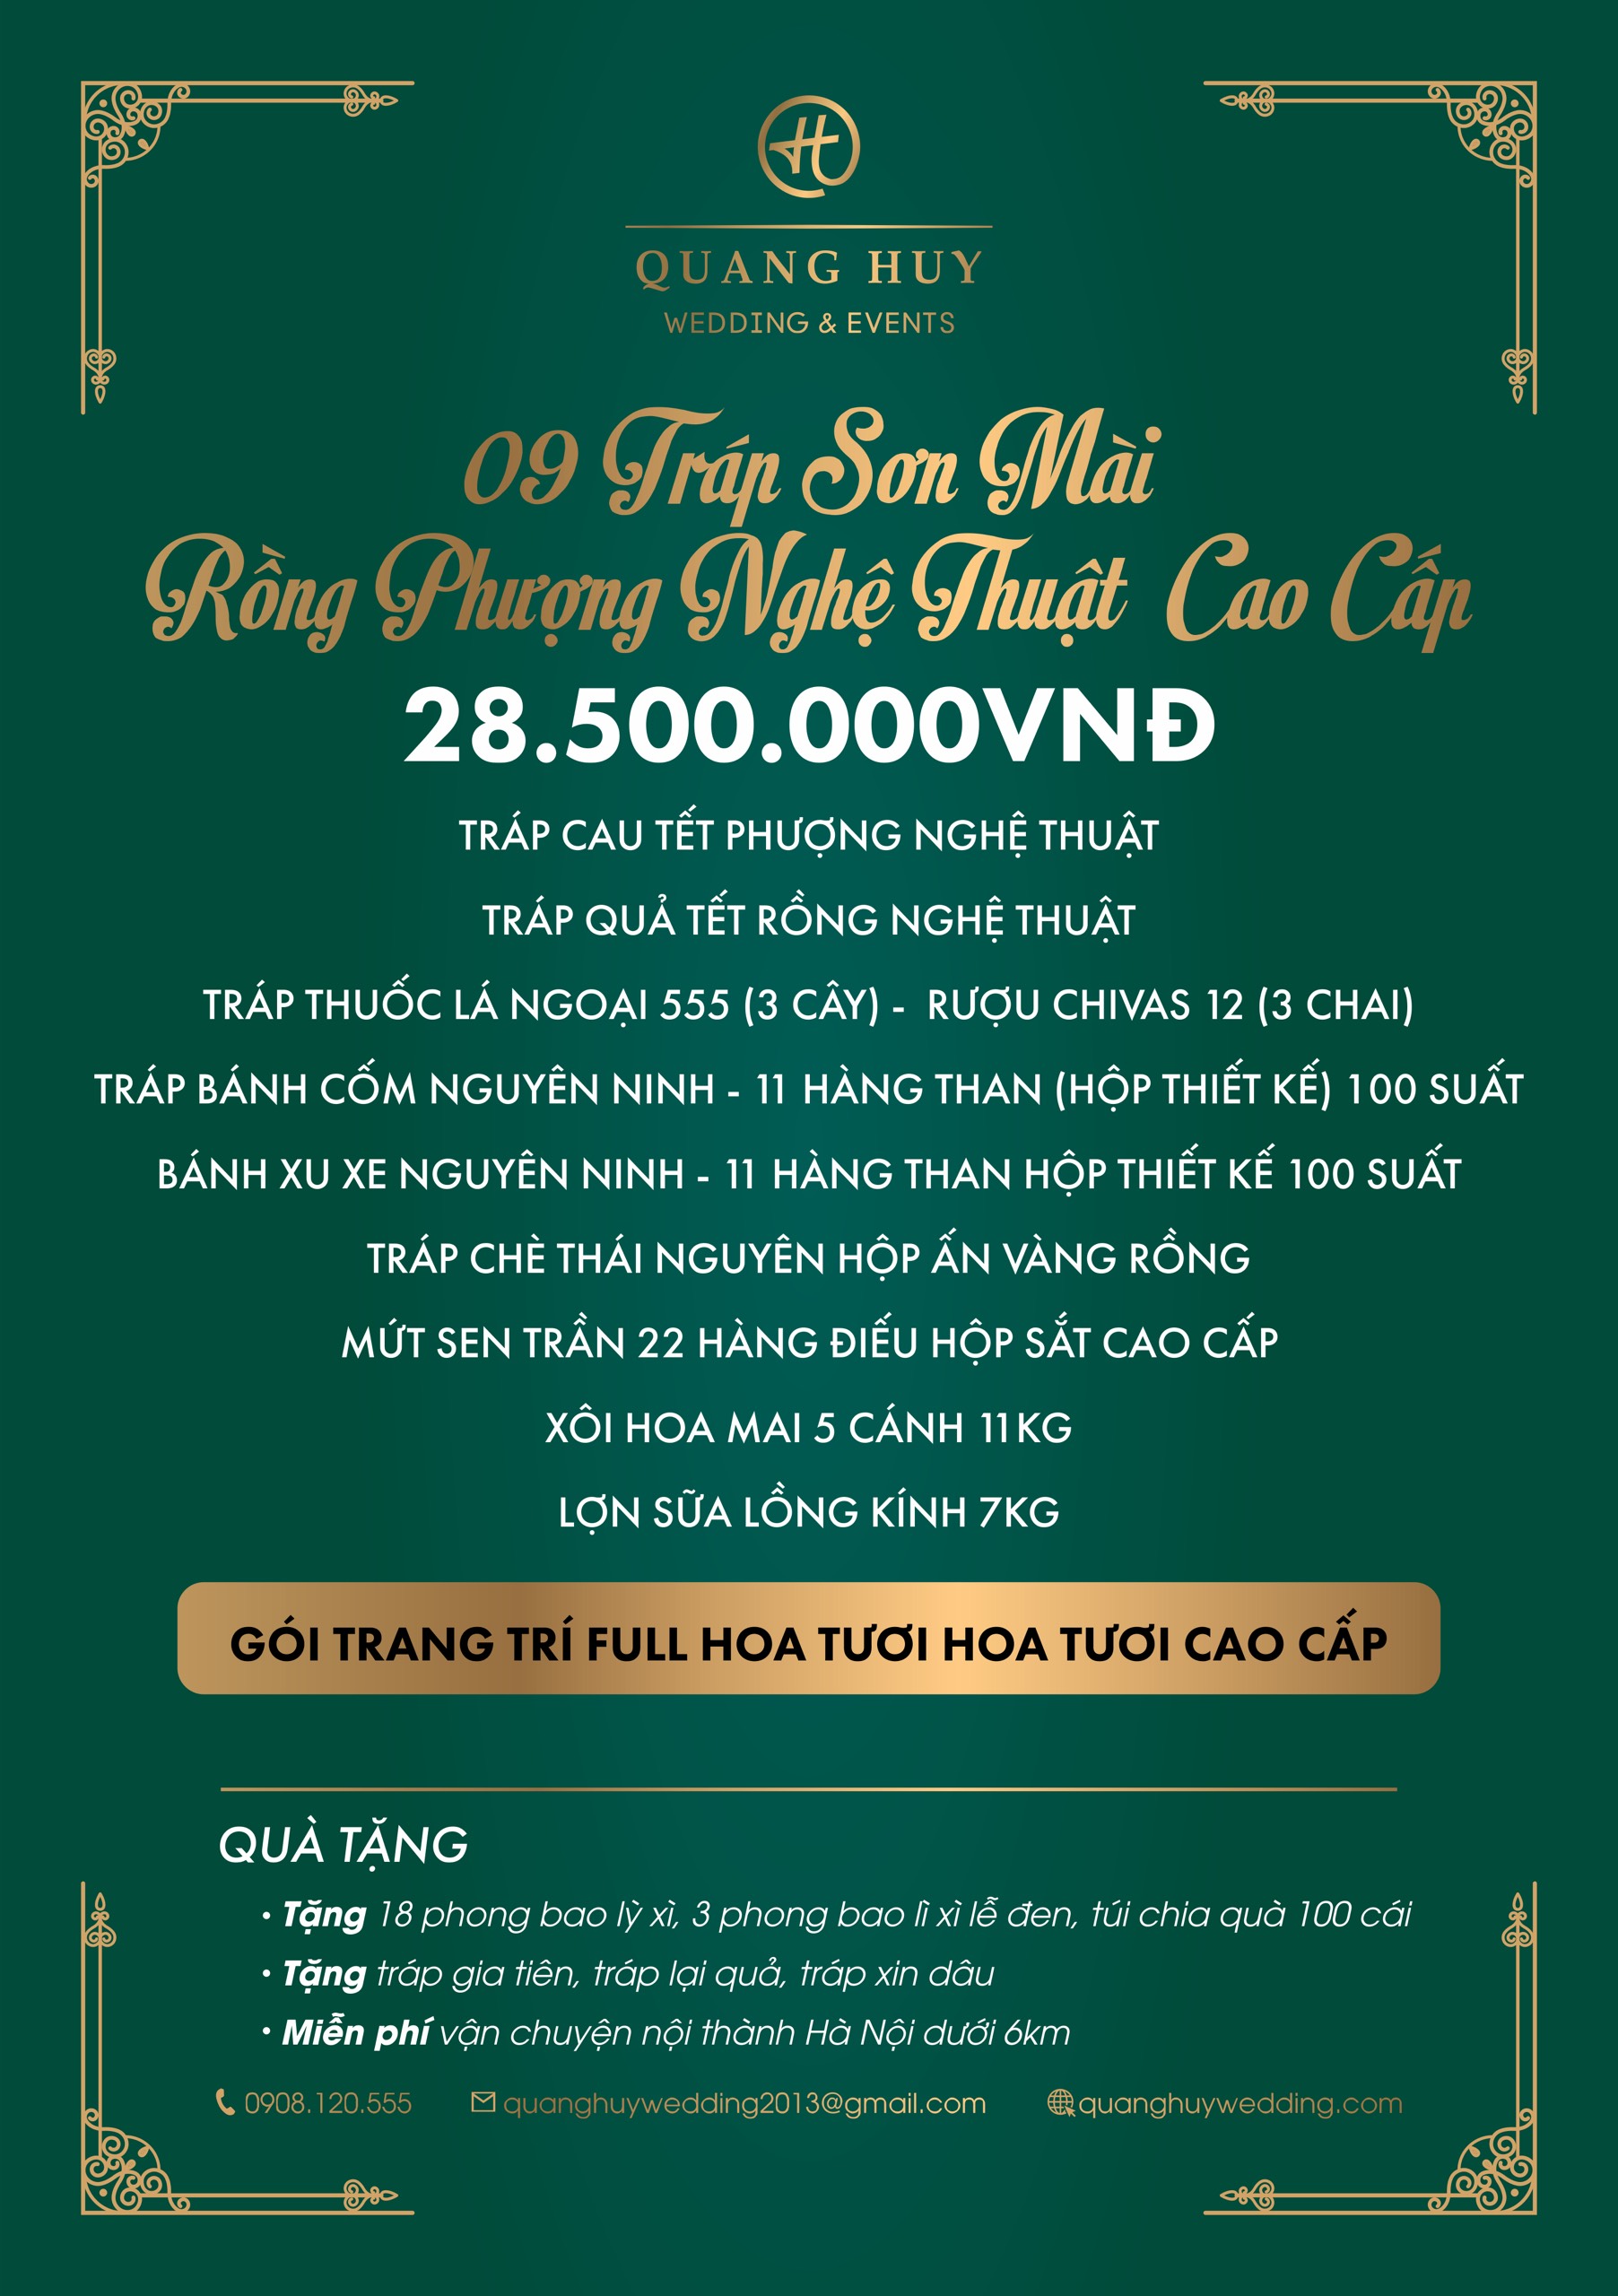 QUANG HUY
WEDDING & EVENTS
09 Tráp Sơn Mài
Rồng Phượng Nghệ Thuật Cao Cấp
28.500.000VNĐ
TRÁP CAU TẾT PHƯỢNG NGHỆ THUẬT
TRÁP QUẢ TẾT RỒNG NGHỆ THUẬT
TRÁP THUỐC LÁ NGOẠI 555 (3 CÂY) - RƯỢU CHIVAS 12 (3 CHAI)
TRÁP BÁNH CỐM NGUYÊN NINH - 11 HÀNG THAN (HỘP THIẾT KẾ) 100 SUẤT
BÁNH XU XE NGUYÊN NINH - 11 HÀNG THAN HỘP THIẾT KẾ 100 SUẤT
TRÁP CHÈ THÁI NGUYÊN HỘP ẤN VÀNG RỒNG
MỨT SEN TRẦN 22 HÀNG ĐIẾU HỘP SẮT CAO CẤP
XÔI HOA MAI 5 CÁNH 11KG
LỢN SỮA LỒNG KÍNH 7KG
GÓI TRANG TRÍ FULL HOA TƯƠI HOA TƯƠI CAO CẤP
QUÀ TẶNG
• Tặng 18 phong bao lỳ xì, 3 phong bao lì xì lễ đen, túi chia quà 100 cái
• Tặng tráp gia tiên, tráp lại quả, tráp xin dâu
• Miễn phí vận chuyện nội thành Hà Nội dưới 6km
0908.120.555 quanghuywedding2013@gmail.com quanghuywedding.com